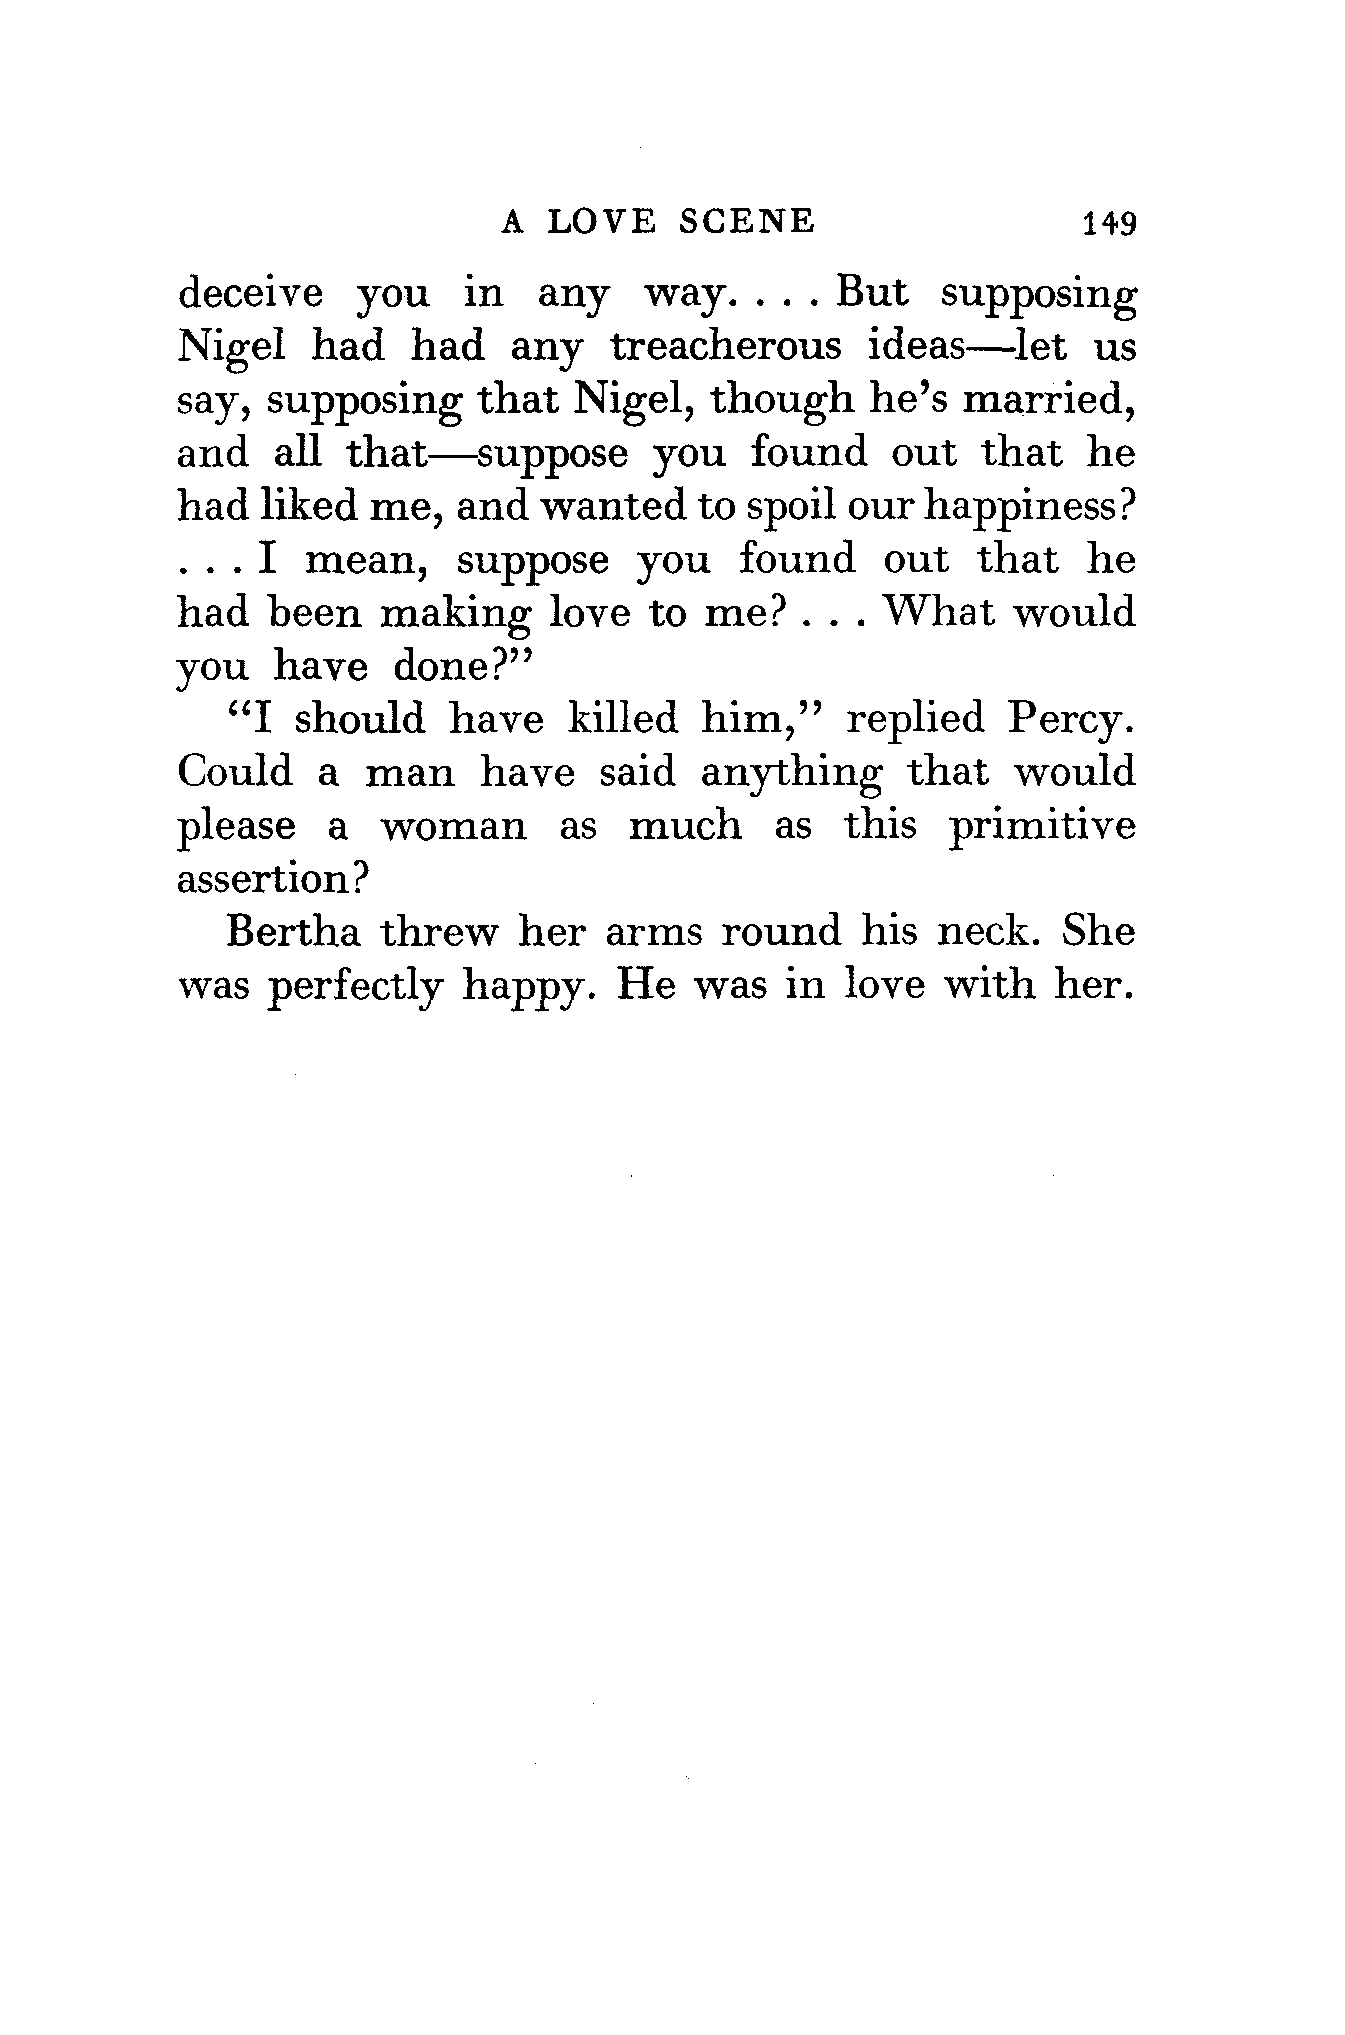 A LOVE SCENE 149
deceive you in any way. . . . But supposing
Nigel had had any treacherous ideas—let us
say, supposing that Nigel, though he's married,
and all that—suppose you found out that he
had liked me, and wanted to spoil our happiness?
. . . I mean, suppose you found out that he
had been making love to me? . . . What would
you have done?”
“I should have killed him,” replied Percy.
Could a man have said anything that would
please a woman as much as this primitive
assertion?
Bertha threw her arms round his neck. She
was perfectly happy. He was in love with her.